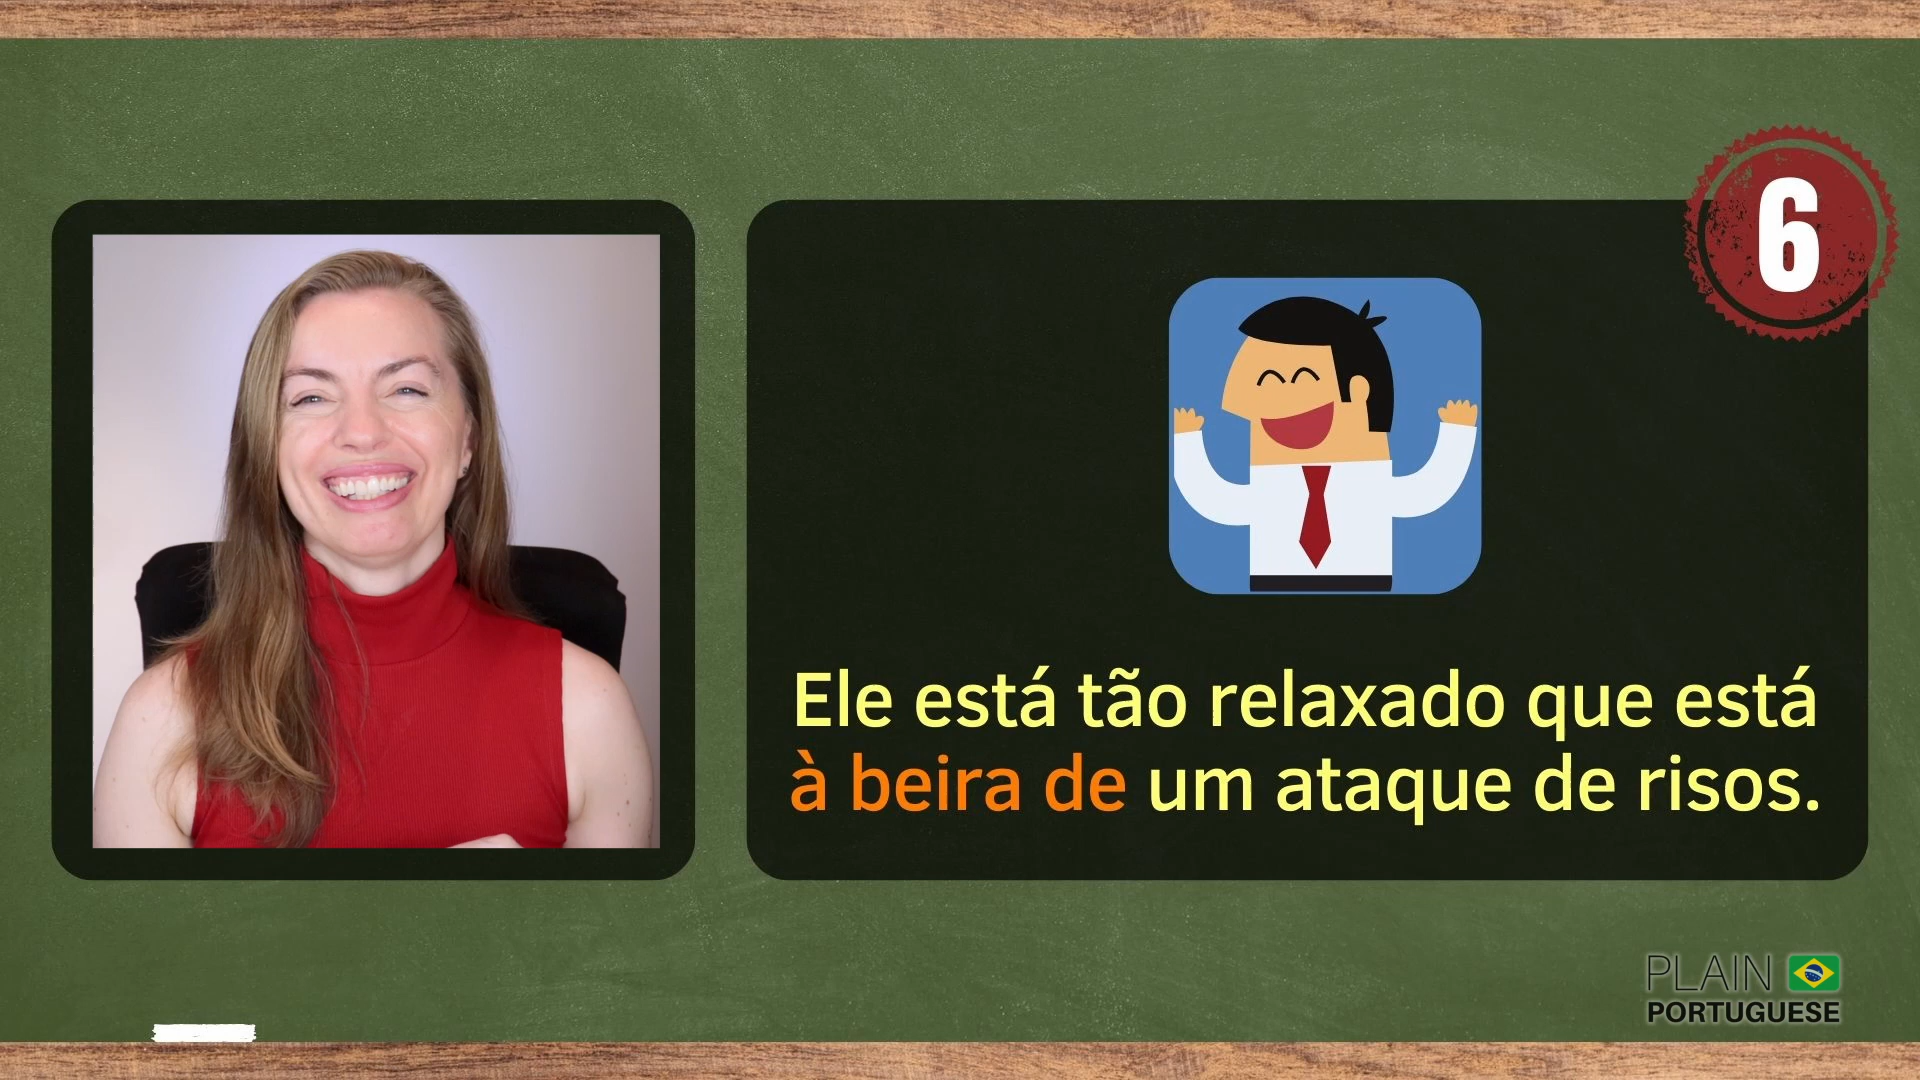 6
Ele está tão relaxado que está
à beira de um ataque de risos.
PLAIN
PORTUGUESE